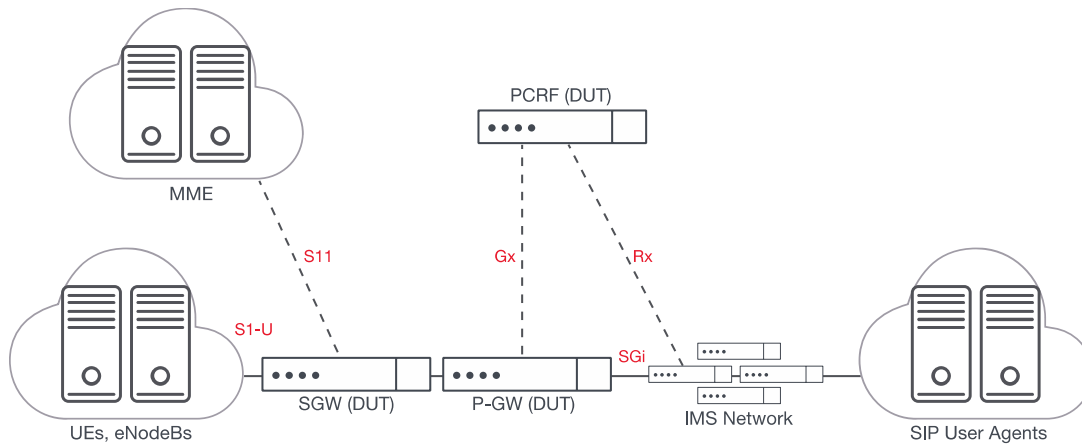 PCRF (DUT)
MME
S11
Gx
Rx
S1-U
SGi
SGW (DUT)
P-GW (DUT)
IMS Network
UEs, eNodeBs
SIP User Agents